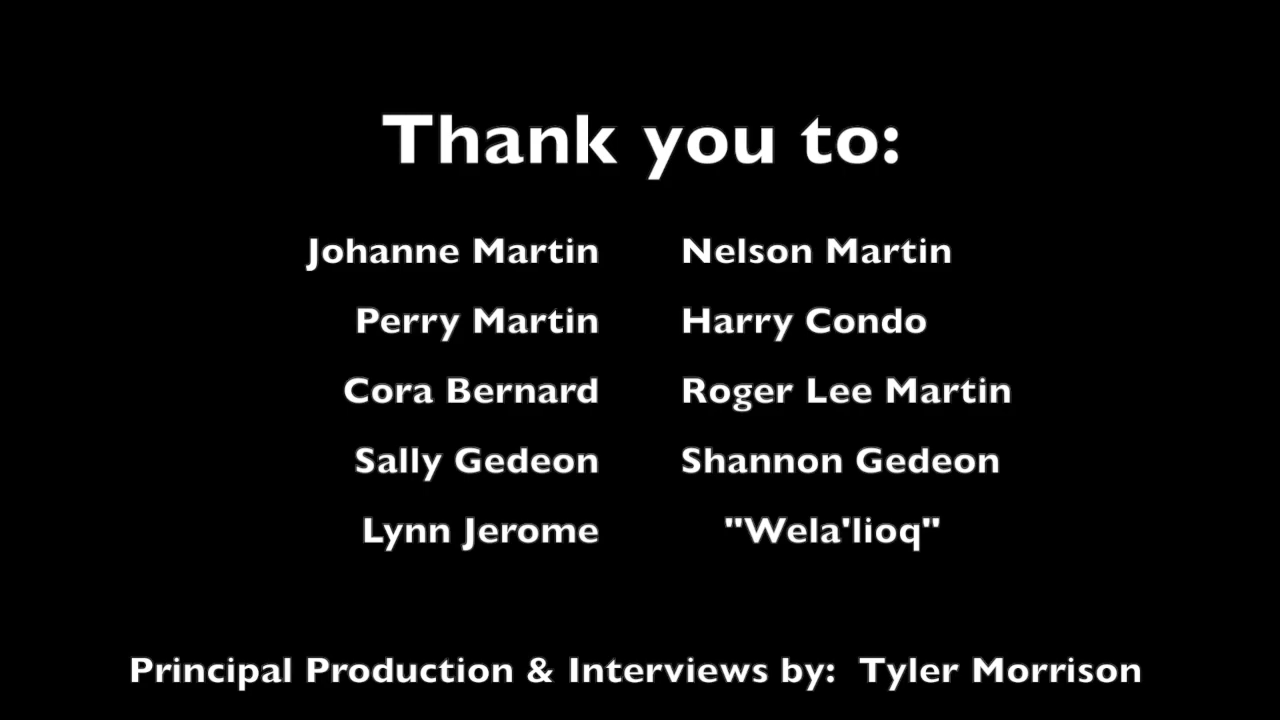 Thank you to:
Johanne Martin Nelson Martin
Perry Martin Harry Condo
Cora Bernard Roger Lee Martin
Sally Gedeon Shannon Gedeon
Lynn Jerome "Wela'lioq"
Principal Production & Interviews by: Tyler Morrison